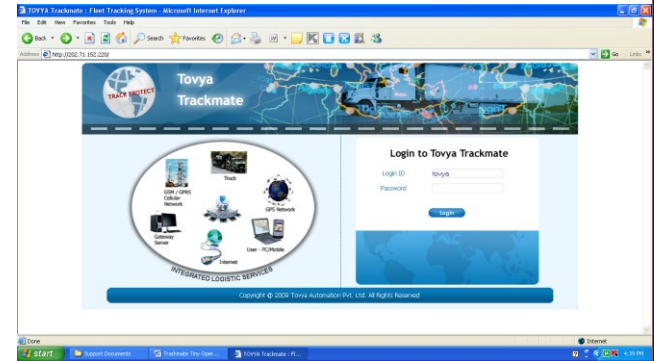 TOVYA Trackmate : Fleet Tracking System - Microsoft Internet Explorer
File Edit View Favorites Tools Help
Back Search Favorites
Address http://202.71.152.220/ Go Links
TRACK PROTECT
Tovya
Trackmate
Login to Tovya Trackmate
Login ID tovya
Password
Login
Truck
GSM / GPRS
Cellular
Network
GPS Network
Gateway
Server
User - PC/Mobile
Internet
INTEGRATED LOGISTIC SERVICES
Copyright © 2009 Tovya Automation Pvt. Ltd. All Rights Reserved
Done Internet
start Support Documents Trackmate Tiny Oper... TOVYA Trackmate : Fl... 4:39 PM